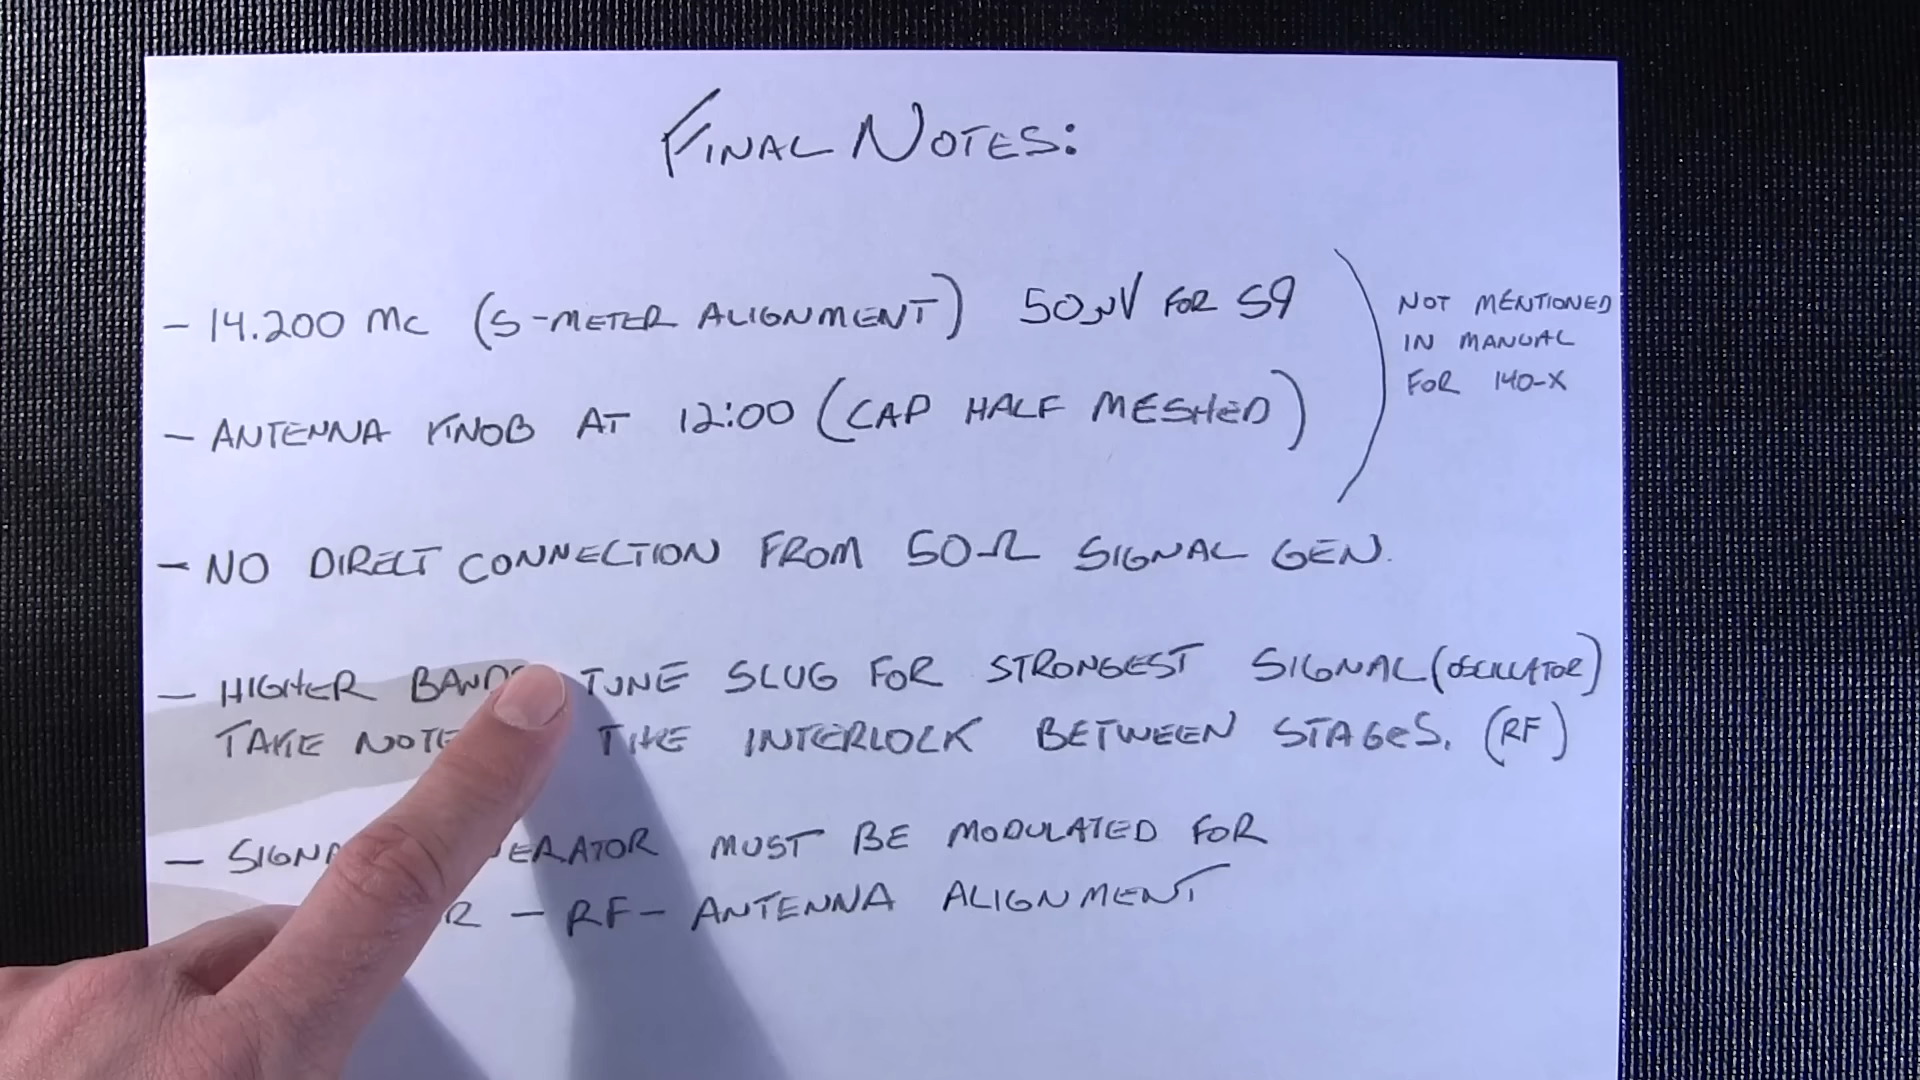 FINAL NOTES:
- 14.200 MC (S-METER ALIGNMENT) 50µV FOR S9
NOT MENTIONED
IN MANUAL
FOR 140-X
- ANTENNA KNOB AT 12:00 (CAP HALF MESHED)
- NO DIRECT CONNECTION FROM 50Ω SIGNAL GEN.
- HIGHER BANDS TUNE SLUG FOR STRONGEST SIGNAL (OSCILLATOR)
TAKE NOTE THE INTERLOCK BETWEEN STAGES. (RF)
- MUST BE MODULATED FOR
- RF - ANTENNA ALIGNMENT